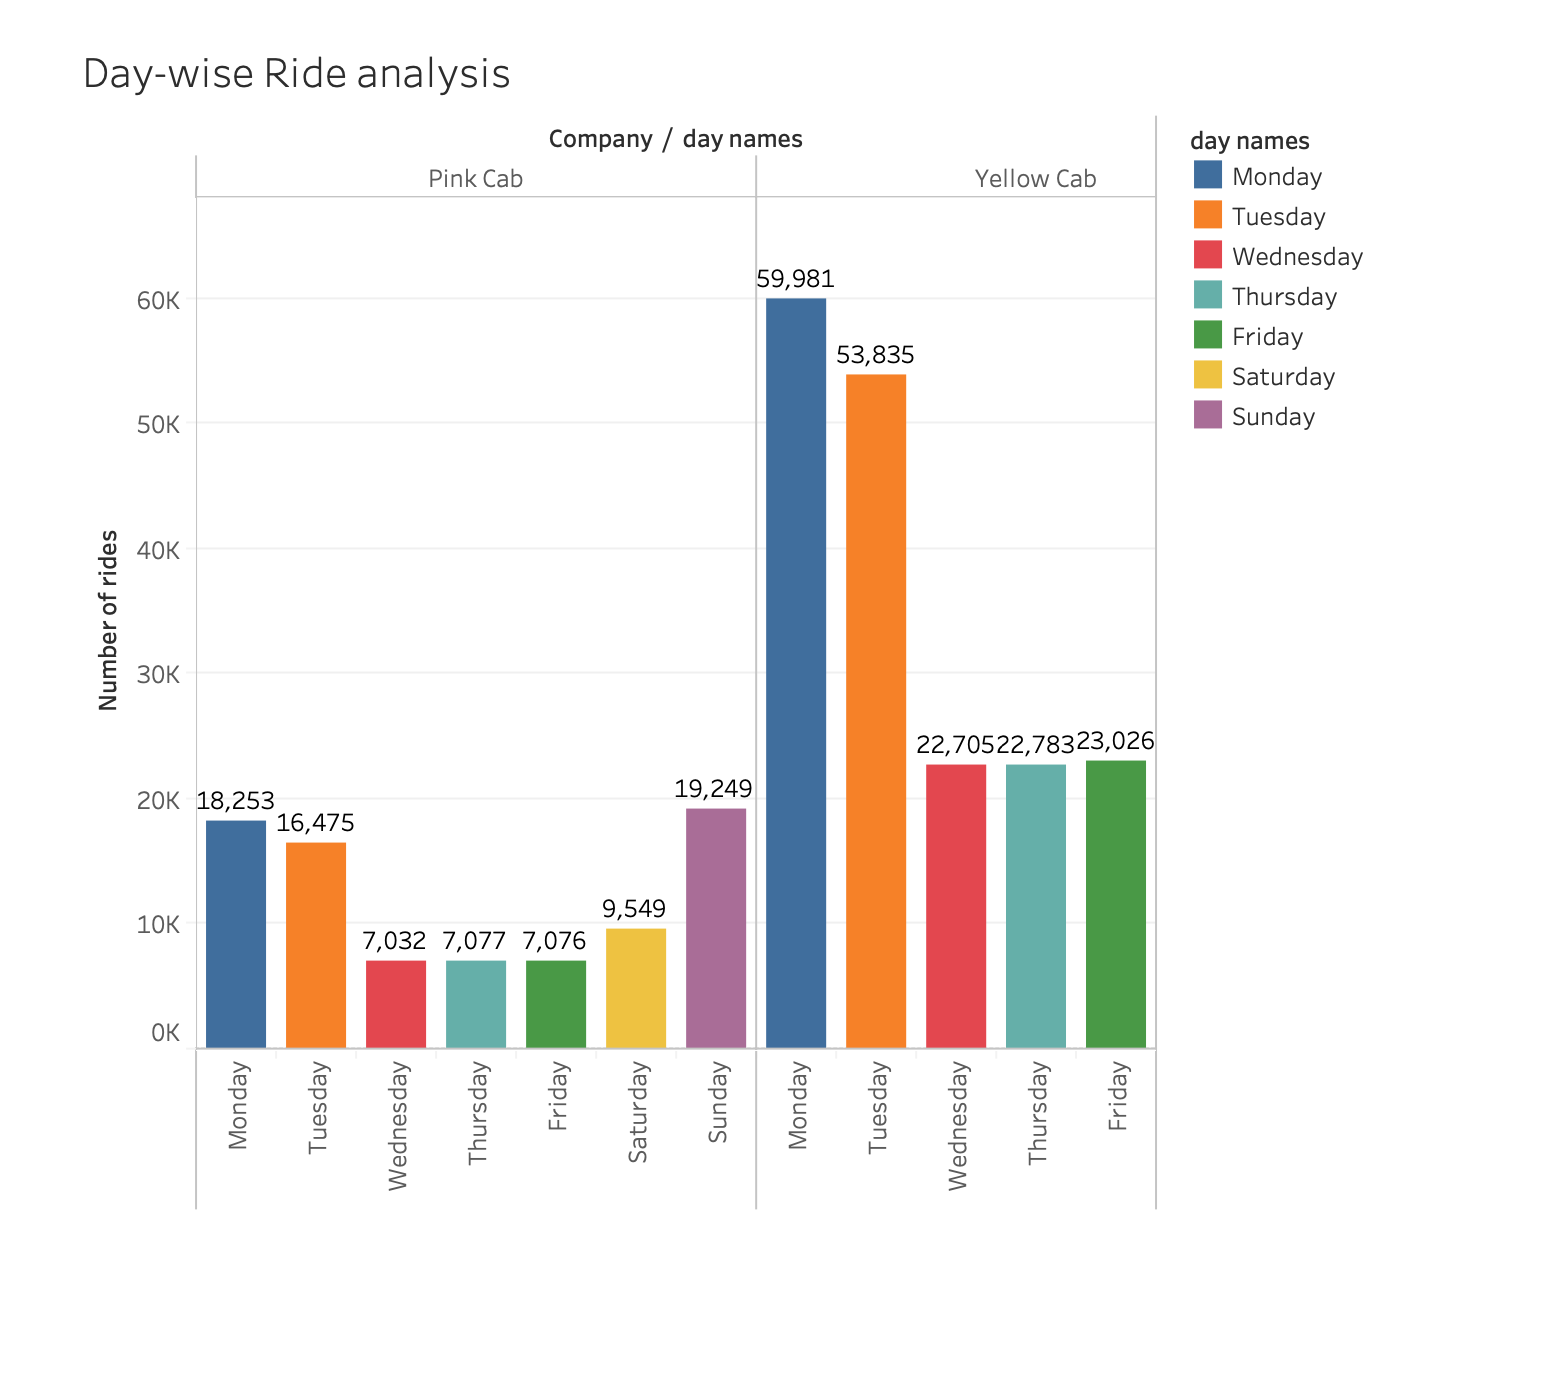 Day-wise Ride analysis
Company / day names
Pink Cab
Yellow Cab
day names
Monday
Tuesday
Wednesday
Thursday
Friday
Saturday
Sunday
Number of rides
60K
50K
40K
30K
20K
10K
0K
18,253
16,475
7,032
7,077
7,076
9,549
19,249
59,981
53,835
22,705
22,783
23,026
Monday
Tuesday
Wednesday
Thursday
Friday
Saturday
Sunday
Monday
Tuesday
Wednesday
Thursday
Friday